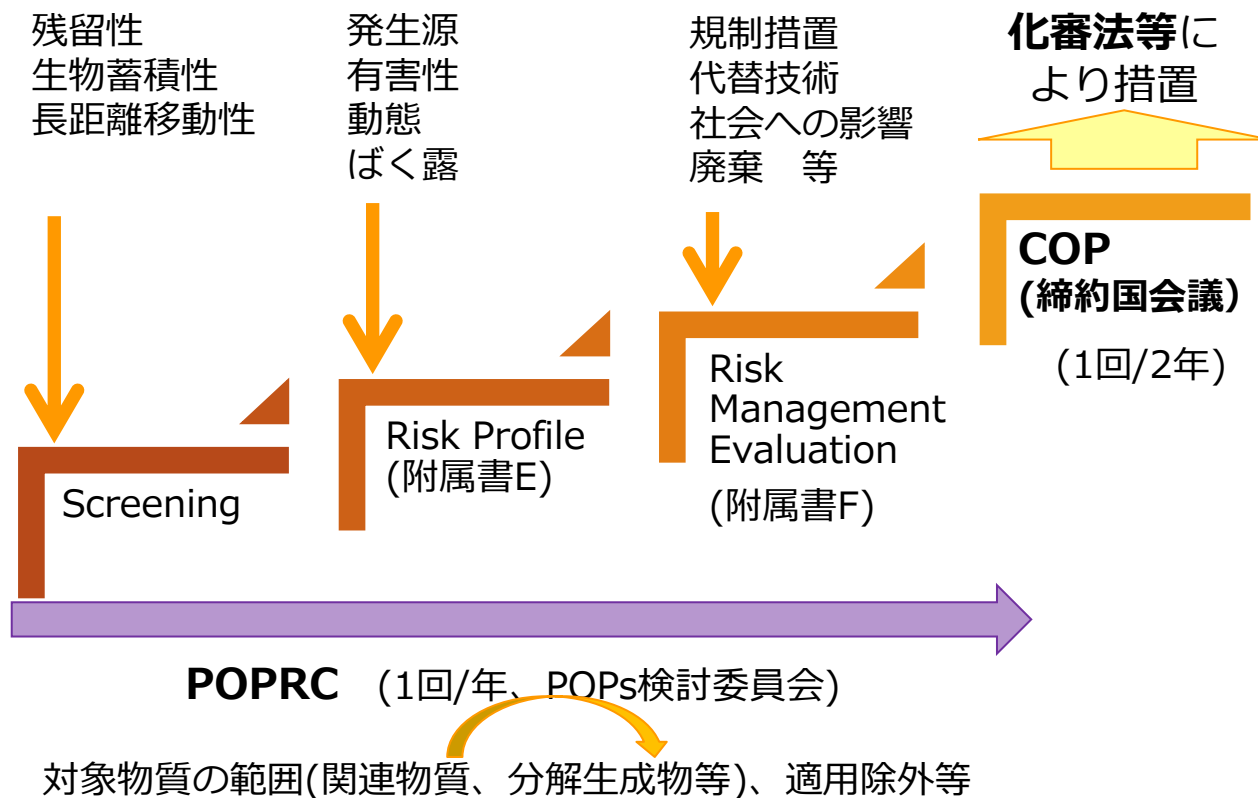 残留性
生物蓄積性
長距離移動性
発生源
有害性
動態
ばく露
規制措置
代替技術
社会への影響
廃棄　等
化審法等に
より措置
Screening
Risk Profile
(附属書E)
Risk
Management
Evaluation
(附属書F)
COP
(締約国会議）
(1回/2年)
POPRC (1回/年、POPs検討委員会)
対象物質の範囲(関連物質、分解生成物等)、適用除外等